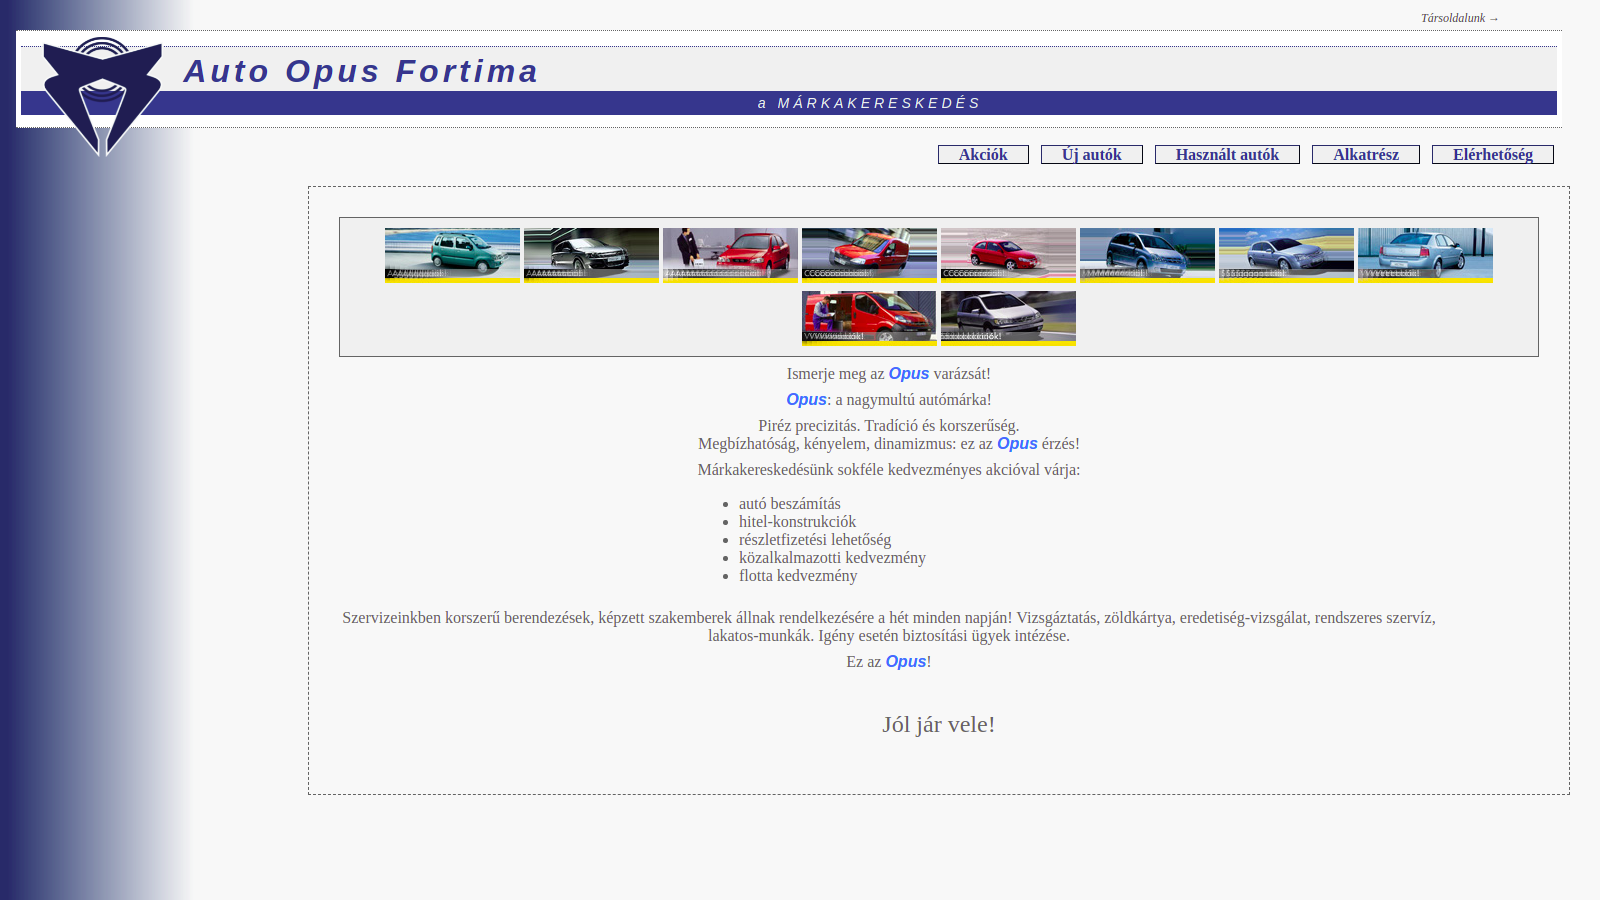 Társoldalunk →
Auto Opus Fortima
a MÁRKAKERESKEDÉS
Akciók
Új autók
Használt autók
Alkatrész
Elérhetőség
Ismerje meg az Opus varázsát!
Opus: a nagymultú autómárka!
Piréz precizitás. Tradíció és korszerűség.
Megbízhatóság, kényelem, dinamizmus: ez az Opus érzés!
Márkakereskedésünk sokféle kedvezményes akcióval várja:
autó beszámítás
hitel-konstrukciók
részletfizetési lehetőség
közalkalmazotti kedvezmény
flotta kedvezmény
Szervizeinkben korszerű berendezések, képzett szakemberek állnak rendelkezésére a hét minden napján! Vizsgáztatás, zöldkártya, eredetiség-vizsgálat, rendszeres szervíz,
lakatos-munkák. Igény esetén biztosítási ügyek intézése.
Ez az Opus!
Jól jár vele!